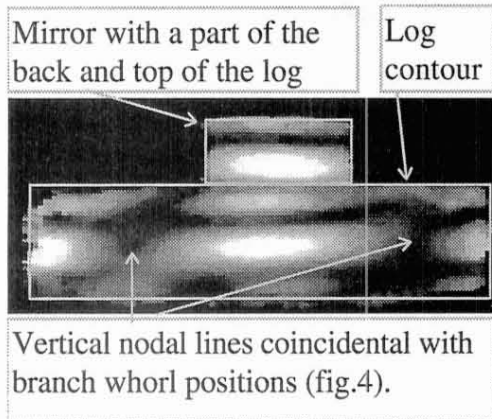 Mirror with a part of the
back and top of the log
Log
contour
Vertical nodal lines coincidental with
branch whorl positions (fig.4).